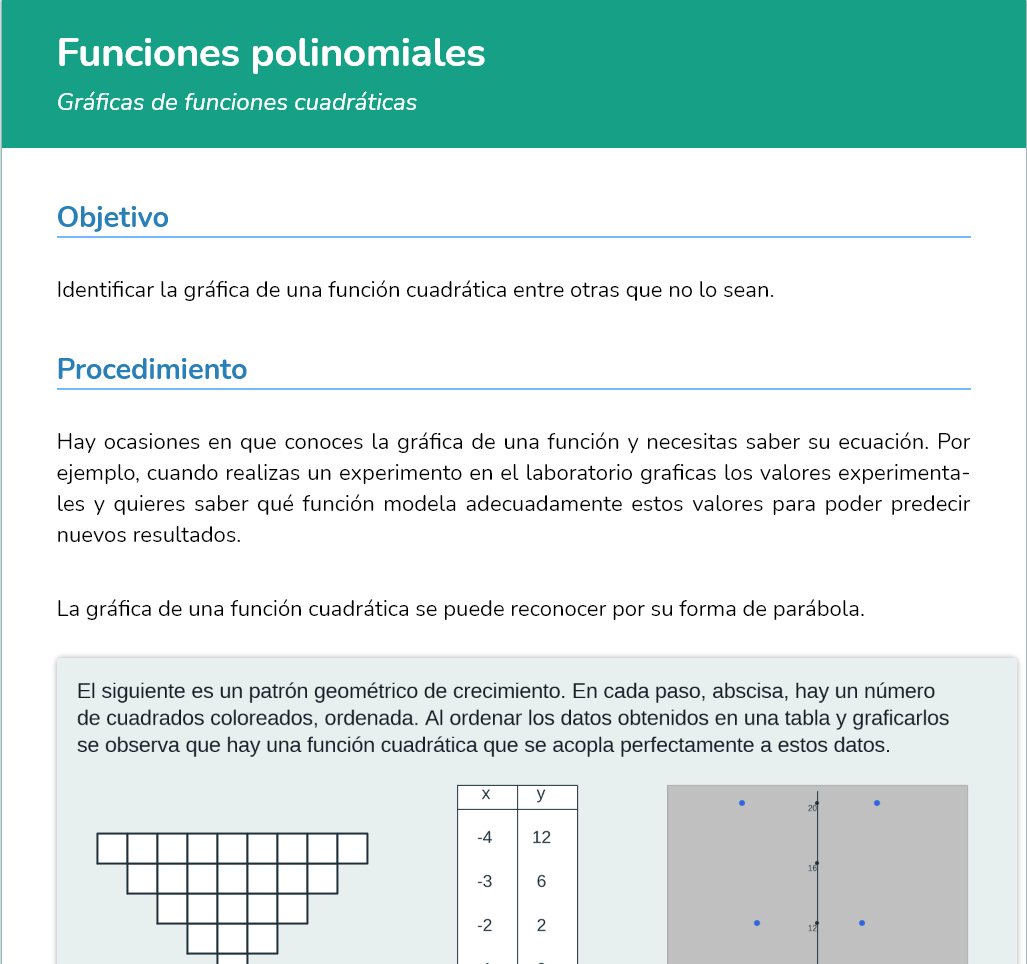 Funciones polinomiales
Gráficas de funciones cuadráticas
Objetivo
Identificar la gráfica de una función cuadrática entre otras que no lo sean.
Procedimiento
Hay ocasiones en que conoces la gráfica de una función y necesitas saber su ecuación. Por
ejemplo, cuando realizas un experimento en el laboratorio graficas los valores experimenta-
les y quieres saber qué función modela adecuadamente estos valores para poder predecir
nuevos resultados.
La gráfica de una función cuadrática se puede reconocer por su forma de parábola.
El siguiente es un patrón geométrico de crecimiento. En cada paso, abscisa, hay un número
de cuadrados coloreados, ordenada. Al ordenar los datos obtenidos en una tabla y graficarlos
se observa que hay una función cuadrática que se acopla perfectamente a estos datos.
x y
-4 12
-3 6
-2 2
20
16
12